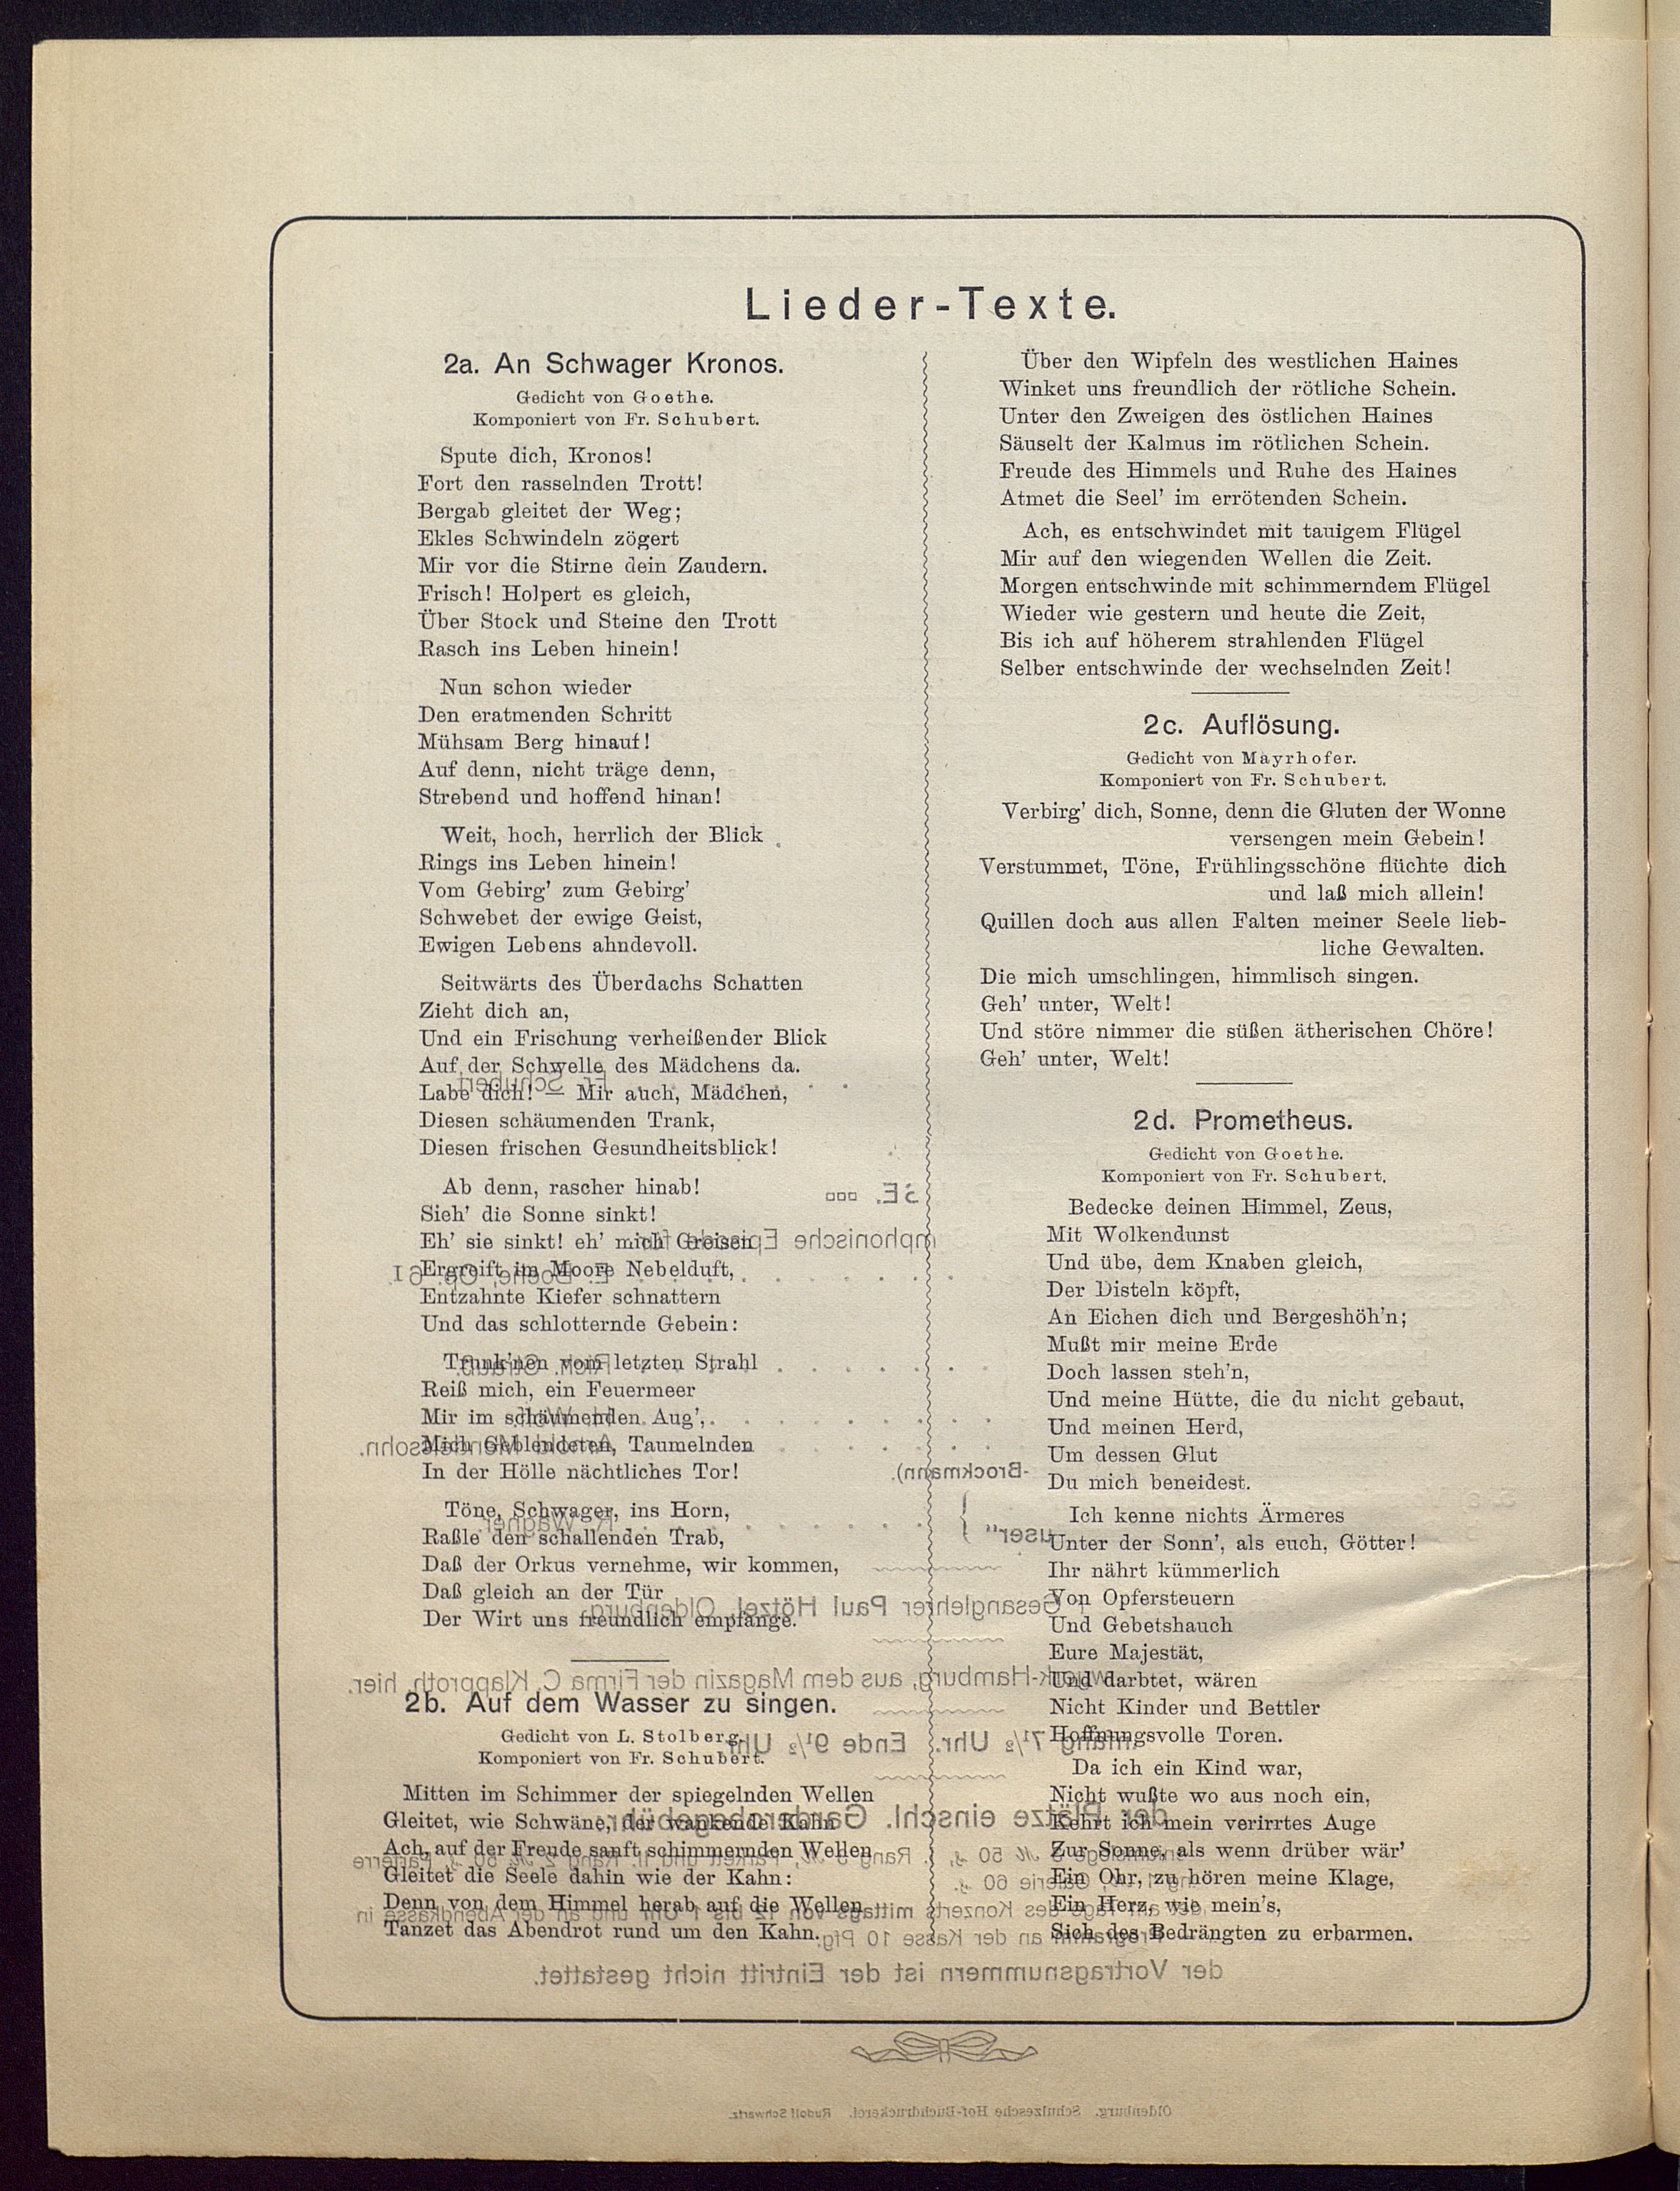 Lieder-Texte.
2a. An Schwager Kronos.
Gedicht von Goethe.
Komponiert von Fr. Schubert.
Spute dich, Kronos!
Fort den rasselnden Trott!
Bergab gleitet der Weg;
Ekles Schwindeln zögert
Mir vor die Stirne dein Zaudern.
Frisch! Holpert es gleich,
Über Stock und Steine den Trott
Rasch ins Leben hinein!
Nun schon wieder
Den eratmenden Schritt
Mühsam Berg hinauf!
Auf denn, nicht träge denn,
Strebend und hoffend hinan!
Weit, hoch, herrlich der Blick
Rings ins Leben hinein!
Vom Gebirg' zum Gebirg'
Schwebet der ewige Geist,
Ewigen Lebens ahndevoll.
Seitwärts des Überdachs Schatten
Zieht dich an,
Und ein Frischung verheißender Blick
Auf der Schwelle des Mädchens da.
Labe dich! — Mir auch, Mädchen,
Diesen schäumenden Trank,
Diesen frischen Gesundheitsblick!
Ab denn, rascher hinab!
Sieh' die Sonne sinkt!
Eh' sie sinkt! eh' mich Greisen
Ergreift im Moore Nebelduft,
Entzahnte Kiefer schnattern
Und das schlotternde Gebein:
Trunk'nen vom letzten Strahl
Reiß mich, ein Feuermeer
Mir im schäumenden Aug',
Mich Geblendeten, Taumelnden
In der Hölle nächtliches Tor!
Töne, Schwager, ins Horn,
Raßle den schallenden Trab,
Daß der Orkus vernehme, wir kommen,
Daß gleich an der Tür
Der Wirt uns freundlich empfange.
2b. Auf dem Wasser zu singen.
Gedicht von L. Stolberg.
Komponiert von Fr. Schubert.
Mitten im Schimmer der spiegelnden Wellen
Gleitet, wie Schwäne, der wankende Kahn
Ach, auf der Freude sanft schimmernden Wellen
Gleitet die Seele dahin wie der Kahn:
Denn von dem Himmel herab auf die Wellen
Tanzet das Abendrot rund um den Kahn.
Über den Wipfeln des westlichen Haines
Winket uns freundlich der rötliche Schein.
Unter den Zweigen des östlichen Haines
Säuselt der Kalmus im rötlichen Schein.
Freude des Himmels und Ruhe des Haines
Atmet die Seel' im errötenden Schein.
Ach, es entschwindet mit tauigem Flügel
Mir auf den wiegenden Wellen die Zeit.
Morgen entschwinde mit schimmerndem Flügel
Wieder wie gestern und heute die Zeit,
Bis ich auf höherem strahlenden Flügel
Selber entschwinde der wechselnden Zeit!
2c. Auflösung.
Gedicht von Mayrhofer.
Komponiert von Fr. Schubert.
Verbirg' dich, Sonne, denn die Gluten der Wonne
versengen mein Gebein!
Verstummet, Töne, Frühlingsschöne flüchte dich
und laß mich allein!
Quillen doch aus allen Falten meiner Seele lieb-
liche Gewalten.
Die mich umschlingen, himmlisch singen.
Geh' unter, Welt!
Und störe nimmer die süßen ätherischen Chöre!
Geh' unter, Welt!
2d. Prometheus.
Gedicht von Goethe.
Komponiert von Fr. Schubert.
Bedecke deinen Himmel, Zeus,
Mit Wolkendunst
Und übe, dem Knaben gleich,
Der Disteln köpft,
An Eichen dich und Bergeshöh'n;
Mußt mir meine Erde
Doch lassen steh'n,
Und meine Hütte, die du nicht gebaut,
Und meinen Herd,
Um dessen Glut
Du mich beneidest.
Ich kenne nichts Ärmeres
Unter der Sonn', als euch, Götter!
Ihr nährt kümmerlich
Von Opfersteuern
Und Gebetshauch
Eure Majestät,
Und darbtet, wären
Nicht Kinder und Bettler
Hoffnungsvolle Toren.
Da ich ein Kind war,
Nicht wußte wo aus noch ein,
Kehrt ich mein verirrtes Auge
Zur Sonne, als wenn drüber wär'
Ein Ohr, zu hören meine Klage,
Ein Herz, wie mein's,
Sich des Bedrängten zu erbarmen.
der Vortragsnummern ist der Eintritt nicht gestattet.
Oldenburg. Schulzesche Hof-Buchdruckerei. Rudolf Schwartz.